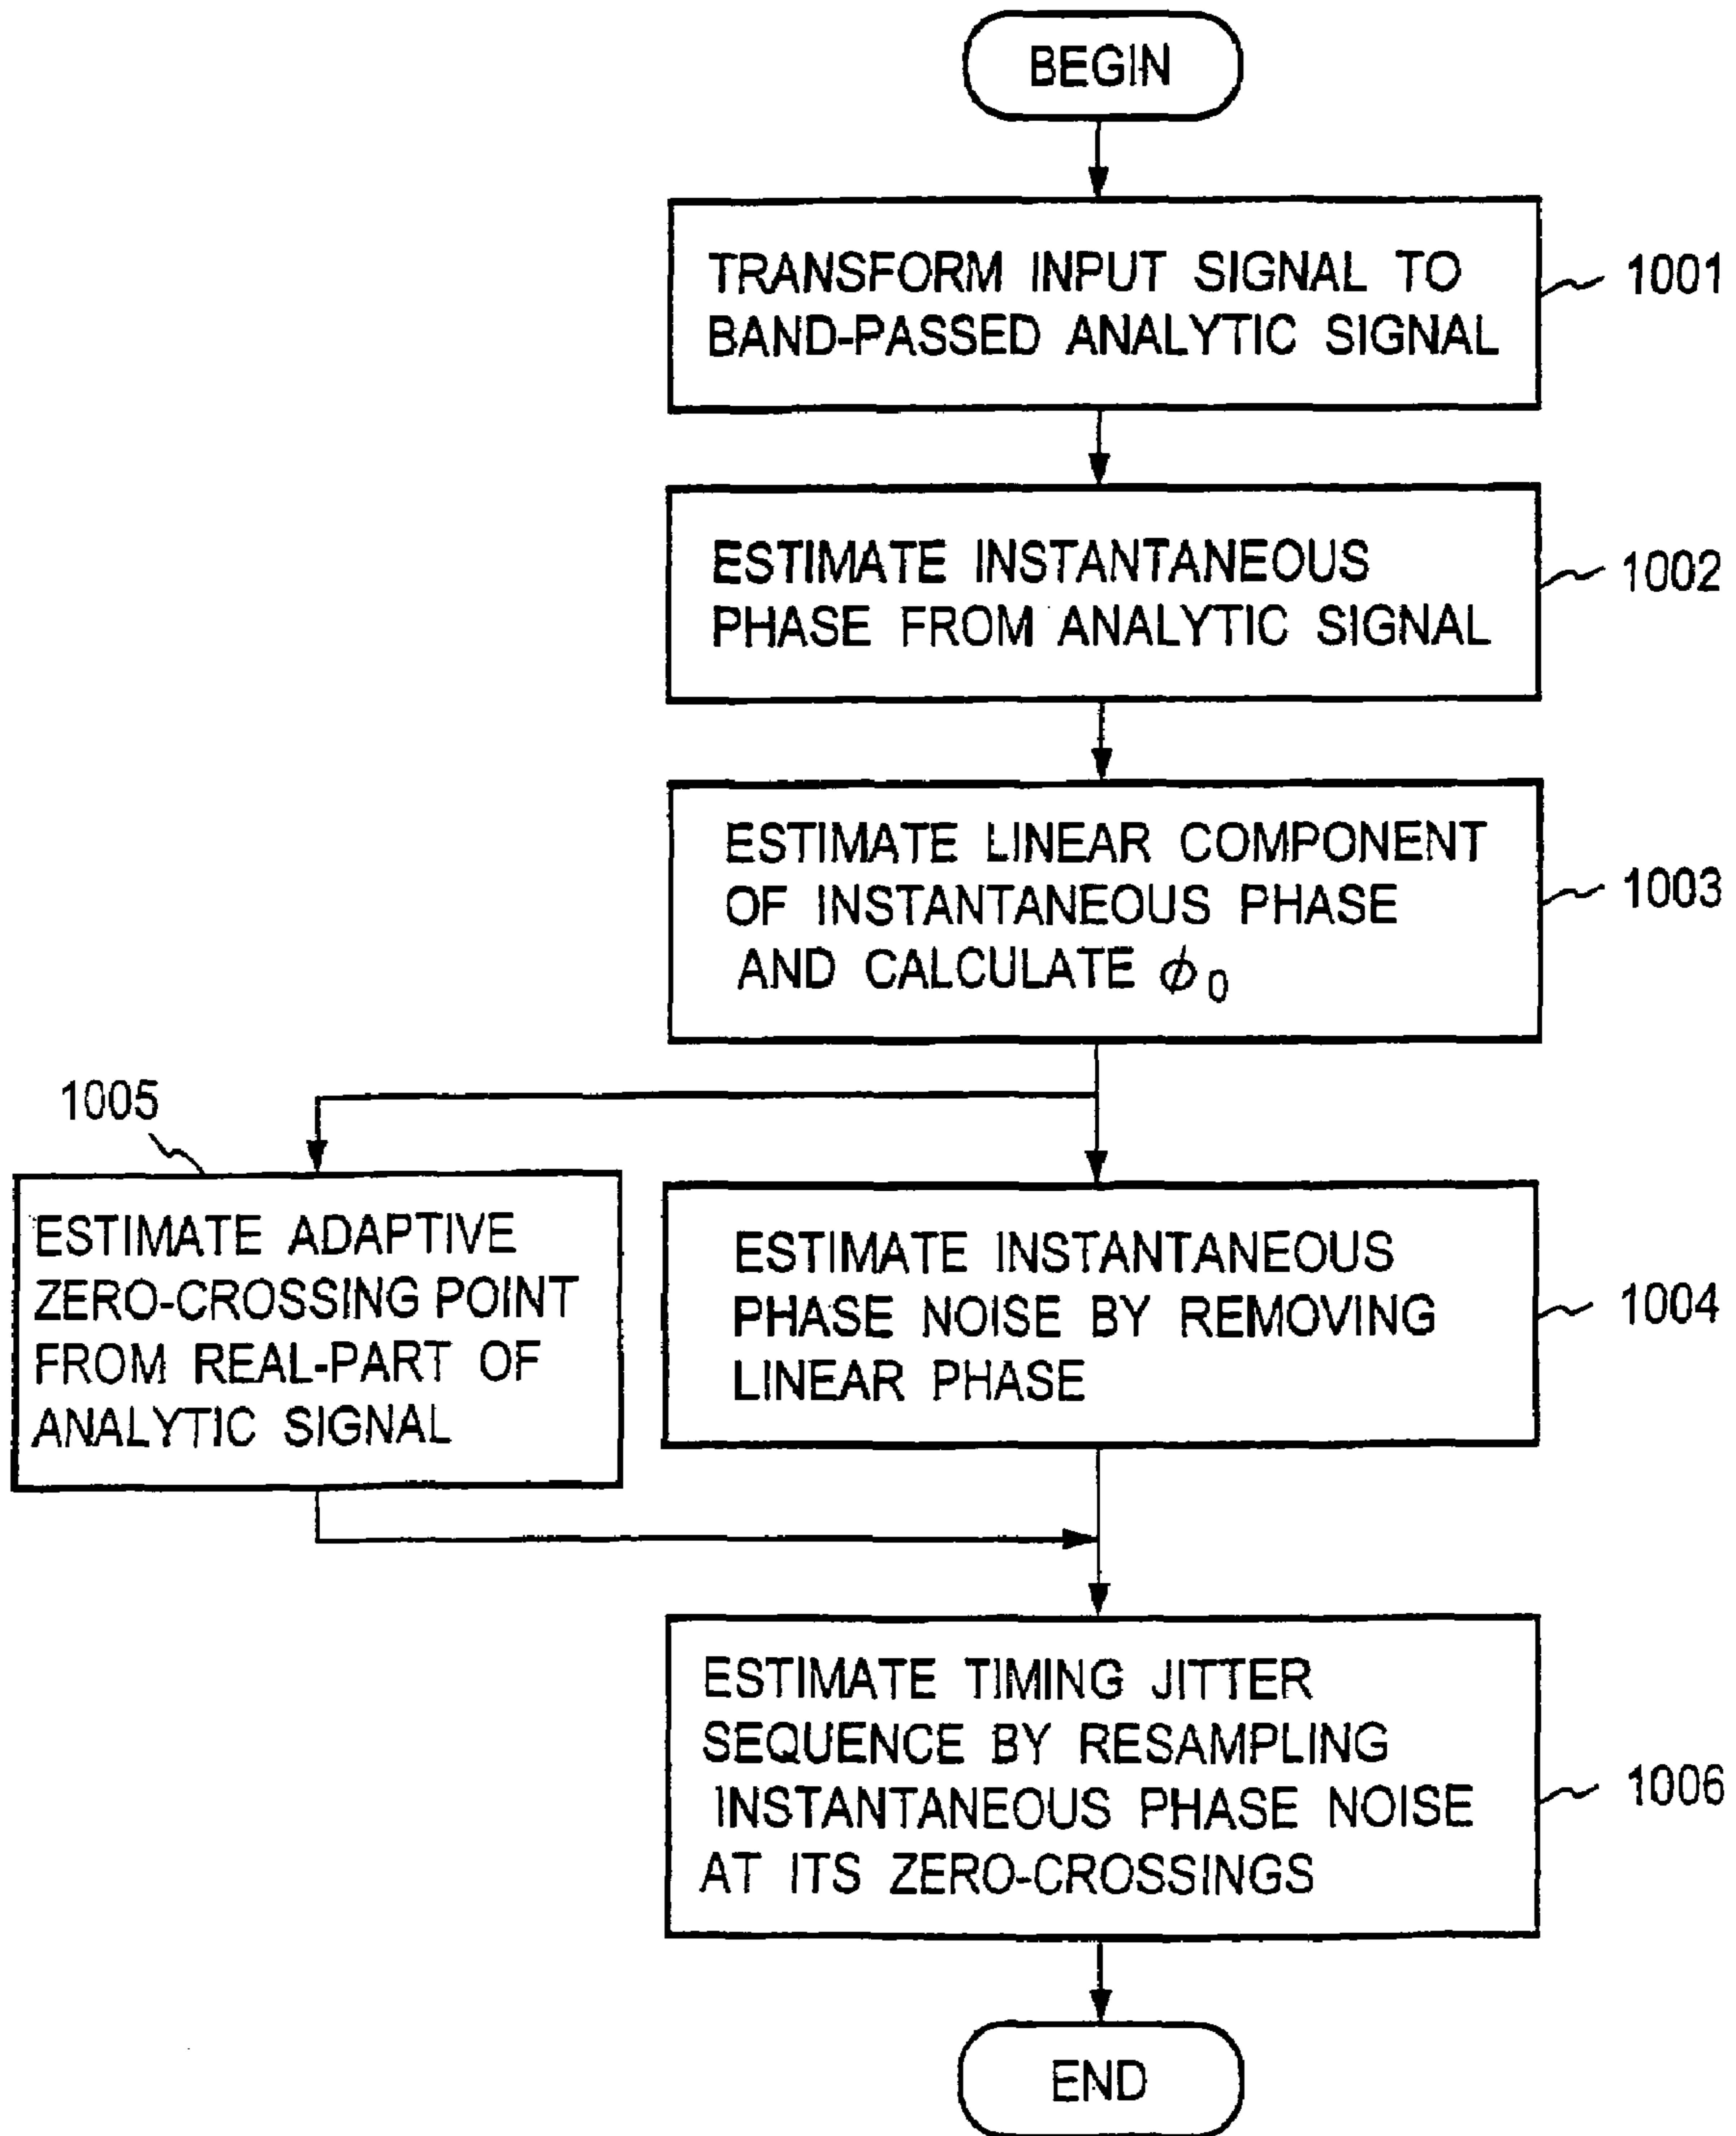 BEGIN
TRANSFORM INPUT SIGNAL TO
BAND-PASSED ANALYTIC SIGNAL
1001
ESTIMATE INSTANTANEOUS
PHASE FROM ANALYTIC SIGNAL
1002
ESTIMATE LINEAR COMPONENT
OF INSTANTANEOUS PHASE
AND CALCULATE ϕ₀
1003
1005
ESTIMATE ADAPTIVE
ZERO-CROSSING POINT
FROM REAL-PART OF
ANALYTIC SIGNAL
ESTIMATE INSTANTANEOUS
PHASE NOISE BY REMOVING
LINEAR PHASE
1004
ESTIMATE TIMING JITTER
SEQUENCE BY RESAMPLING
INSTANTANEOUS PHASE NOISE
AT ITS ZERO-CROSSINGS
1006
END